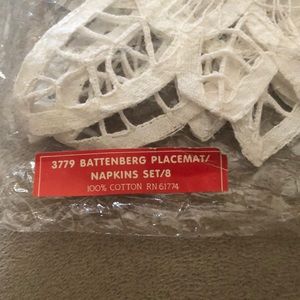 3779 BATTENBERG PLACEMAT/
NAPKINS SET/8
100% COTTON RN 61774